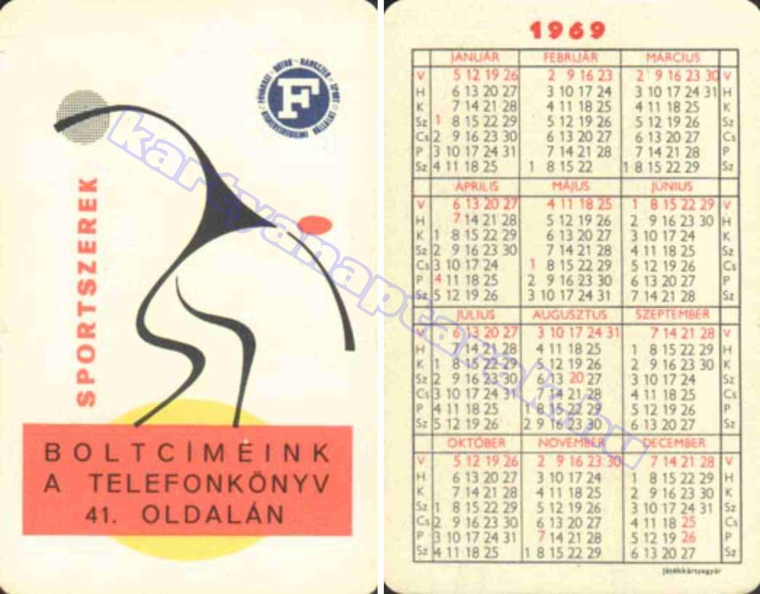 FŐVÁROSI · BÚTOR · HANGSZER · SPORT
F
SPORTSZEREK
BOLTCÍMEINK
A TELEFONKÖNYV
41. OLDALÁN
kartyanaptarak.hu
1969
JANUÁR FEBRUÁR MÁRCIUS
V 5 12 19 26 2 9 16 23 2 9 16 23 30 V
H 6 13 20 27 3 10 17 24 3 10 17 24 31 H
K 7 14 21 28 4 11 18 25 4 11 18 25 K
Sz 1 8 15 22 29 5 12 19 26 5 12 19 26 Sz
Cs 2 9 16 23 30 6 13 20 27 6 13 20 27 Cs
P 3 10 17 24 31 7 14 21 28 7 14 21 28 P
Sz 4 11 18 25 1 8 15 22 1 8 15 22 29 Sz
ÁPRILIS MÁJUS JÚNIUS
V 6 13 20 27 4 11 18 25 1 8 15 22 29 V
H 7 14 21 28 5 12 19 26 2 9 16 23 30 H
K 1 8 15 22 29 6 13 20 27 3 10 17 24 K
Sz 2 9 16 23 30 7 14 21 28 4 11 18 25 Sz
Cs 3 10 17 24 1 8 15 22 29 5 12 19 26 Cs
P 4 11 18 25 2 9 16 23 30 6 13 20 27 P
Sz 5 12 19 26 3 10 17 24 31 7 14 21 28 Sz
JÚLIUS AUGUSZTUS SZEPTEMBER
V 6 13 20 27 3 10 17 24 31 7 14 21 28 V
H 7 14 21 28 4 11 18 25 1 8 15 22 29 H
K 1 8 15 22 29 5 12 19 26 2 9 16 23 30 K
Sz 2 9 16 23 30 6 13 20 27 3 10 17 24 Sz
Cs 3 10 17 24 31 7 14 21 28 4 11 18 25 Cs
P 4 11 18 25 1 8 15 22 29 5 12 19 26 P
Sz 5 12 19 26 2 9 16 23 30 6 13 20 27 Sz
OKTÓBER NOVEMBER DECEMBER
V 5 12 19 26 2 9 16 23 30 7 14 21 28 V
H 6 13 20 27 3 10 17 24 1 8 15 22 29 H
K 7 14 21 28 4 11 18 25 2 9 16 23 30 K
Sz 1 8 15 22 29 5 12 19 26 3 10 17 24 31 Sz
Cs 2 9 16 23 30 6 13 20 27 4 11 18 25 Cs
P 3 10 17 24 31 7 14 21 28 5 12 19 26 P
Sz 4 11 18 25 1 8 15 22 29 6 13 20 27 Sz
Játékkártyagyár